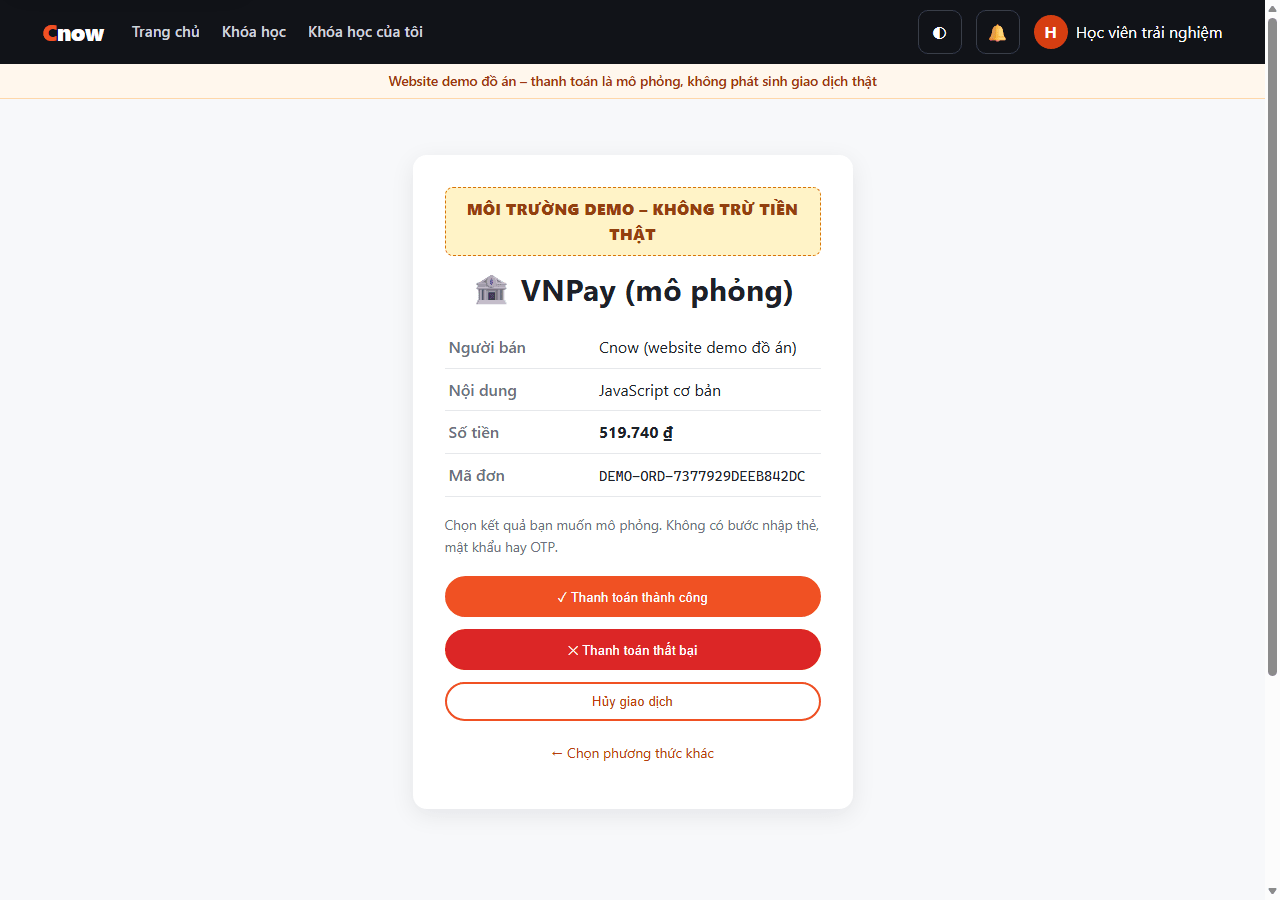 Cnow Trang chủ Khóa học Khóa học của tôi H Học viên trải nghiệm
Website demo đồ án – thanh toán là mô phỏng, không phát sinh giao dịch thật
MÔI TRƯỜNG DEMO – KHÔNG TRỪ TIỀN
THẬT
VNPay (mô phỏng)
Người bán Cnow (website demo đồ án)
Nội dung JavaScript cơ bản
Số tiền 519.740 ₫
Mã đơn DEMO-ORD-7377929DEEB842DC
Chọn kết quả bạn muốn mô phỏng. Không có bước nhập thẻ,
mật khẩu hay OTP.
✓ Thanh toán thành công
✕ Thanh toán thất bại
Hủy giao dịch
← Chọn phương thức khác